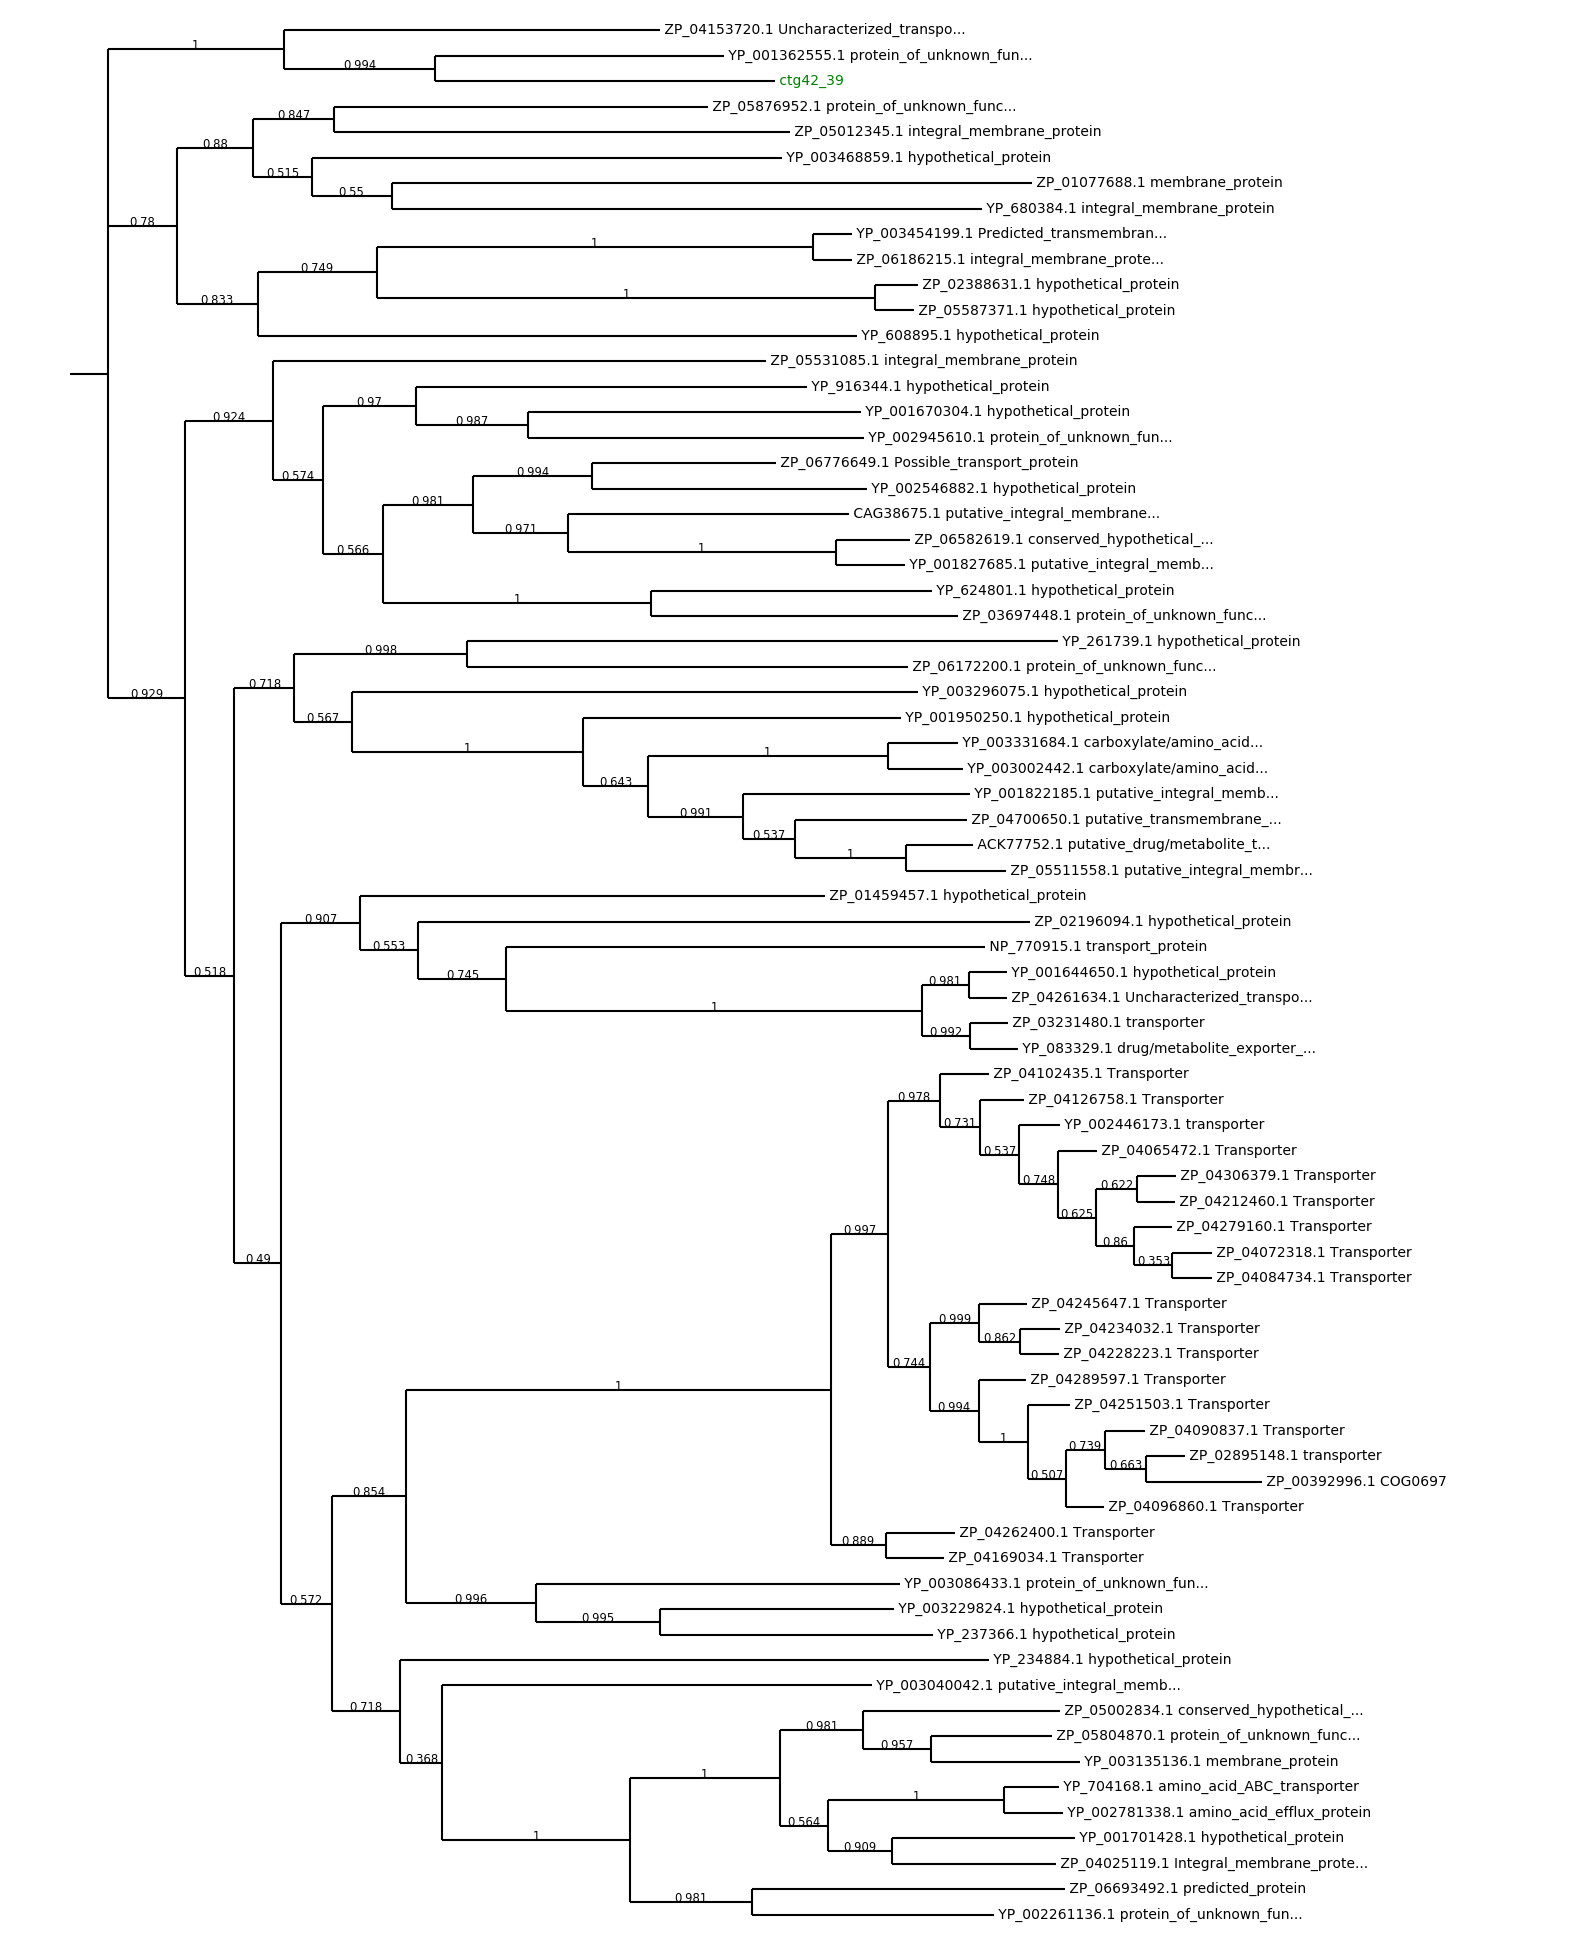 ZP_04153720.1 Uncharacterized_transpo...
1
YP_001362555.1 protein_of_unknown_fun...
0.994
ctg42_39
ZP_05876952.1 protein_of_unknown_func...
0.847
ZP_05012345.1 integral_membrane_protein
0.88
YP_003468859.1 hypothetical_protein
0.515
ZP_01077688.1 membrane_protein
0.55
YP_680384.1 integral_membrane_protein
0.78
YP_003454199.1 Predicted_transmembran...
1
ZP_06186215.1 integral_membrane_prote...
0.749
ZP_02388631.1 hypothetical_protein
1
0.833
ZP_05587371.1 hypothetical_protein
YP_608895.1 hypothetical_protein
ZP_05531085.1 integral_membrane_protein
YP_916344.1 hypothetical_protein
0.97
YP_001670304.1 hypothetical_protein
0.924
0.987
YP_002945610.1 protein_of_unknown_fun...
ZP_06776649.1 Possible_transport_protein
0.994
0.574
YP_002546882.1 hypothetical_protein
0.981
CAG38675.1 putative_integral_membrane...
0.971
ZP_06582619.1 conserved_hypothetical_...
1
0.566
YP_001827685.1 putative_integral_memb...
YP_624801.1 hypothetical_protein
1
ZP_03697448.1 protein_of_unknown_func...
YP_261739.1 hypothetical_protein
0.998
ZP_06172200.1 protein_of_unknown_func...
0.718
YP_003296075.1 hypothetical_protein
0.929
0.567
YP_001950250.1 hypothetical_protein
YP_003331684.1 carboxylate/amino_acid...
1
1
YP_003002442.1 carboxylate/amino_acid...
0.643
YP_001822185.1 putative_integral_memb...
0.991
ZP_04700650.1 putative_transmembrane_...
0.537
ACK77752.1 putative_drug/metabolite_t...
1
ZP_05511558.1 putative_integral_membr...
ZP_01459457.1 hypothetical_protein
0.907
ZP_02196094.1 hypothetical_protein
0.553
NP_770915.1 transport_protein
0.518
0.745
YP_001644650.1 hypothetical_protein
0.981
ZP_04261634.1 Uncharacterized_transpo...
1
ZP_03231480.1 transporter
0.992
YP_083329.1 drug/metabolite_exporter_...
ZP_04102435.1 Transporter
0.978
ZP_04126758.1 Transporter
0.731
YP_002446173.1 transporter
0.537
ZP_04065472.1 Transporter
0.748
ZP_04306379.1 Transporter
0.622
ZP_04212460.1 Transporter
0.625
ZP_04279160.1 Transporter
0.997
0.86
ZP_04072318.1 Transporter
0.49
0.353
ZP_04084734.1 Transporter
ZP_04245647.1 Transporter
0.999
ZP_04234032.1 Transporter
0.862
ZP_04228223.1 Transporter
0.744
ZP_04289597.1 Transporter
1
ZP_04251503.1 Transporter
0.994
ZP_04090837.1 Transporter
1
0.739
ZP_02895148.1 transporter
0.663
0.507
ZP_00392996.1 COG0697
0.854
ZP_04096860.1 Transporter
ZP_04262400.1 Transporter
0.889
ZP_04169034.1 Transporter
YP_003086433.1 protein_of_unknown_fun...
0.572
0.996
YP_003229824.1 hypothetical_protein
0.995
YP_237366.1 hypothetical_protein
YP_234884.1 hypothetical_protein
YP_003040042.1 putative_integral_memb...
0.718
ZP_05002834.1 conserved_hypothetical_...
0.981
ZP_05804870.1 protein_of_unknown_func...
0.957
0.368
YP_003135136.1 membrane_protein
1
YP_704168.1 amino_acid_ABC_transporter
1
YP_002781338.1 amino_acid_efflux_protein
0.564
1
YP_001701428.1 hypothetical_protein
0.909
ZP_04025119.1 Integral_membrane_prote...
ZP_06693492.1 predicted_protein
0.981
YP_002261136.1 protein_of_unknown_fun...